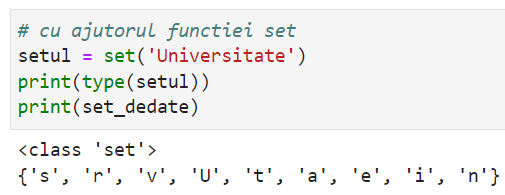 # cu ajutorul functiei set
setul = set('Universitate')
print(type(setul))
print(set_dedate)
<class 'set'>
{'s', 'r', 'v', 'U', 't', 'a', 'e', 'i', 'n'}